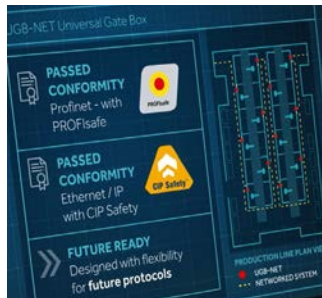 UGB-NET Universal Gate Box
PASSED
CONFORMITY
Profinet - with
PROFIsafe
PROFIsafe
PASSED
CONFORMITY
Ethernet / IP
with CIP Safety
CIP Safety
FUTURE READY
Designed with flexibility
for future protocols
PRODUCTION LINE PLAN VIE
UGB-NET
NETWORKED SYSTEM